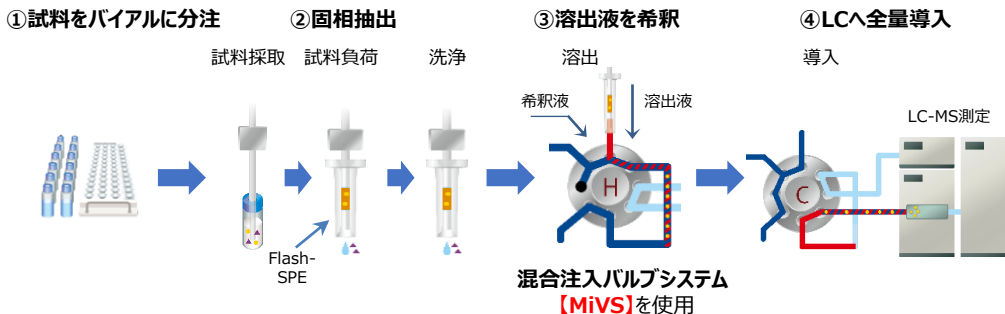 ①試料をバイアルに分注
②固相抽出
③溶出液を希釈
④LCへ全量導入
試料採取
試料負荷
洗浄
溶出
導入
希釈液
溶出液
LC-MS測定
H
C
Flash-
SPE
混合注入バルブシステム
【MiVS】を使用